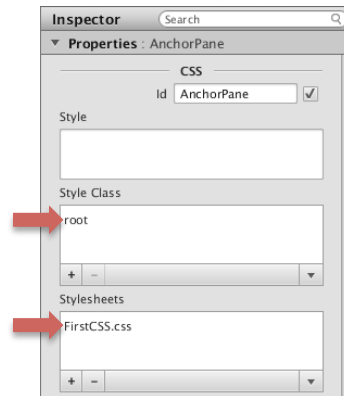 Inspector Search
Properties : AnchorPane
CSS
Id AnchorPane
Style
Style Class
root
+ −
Stylesheets
FirstCSS.css
+ −